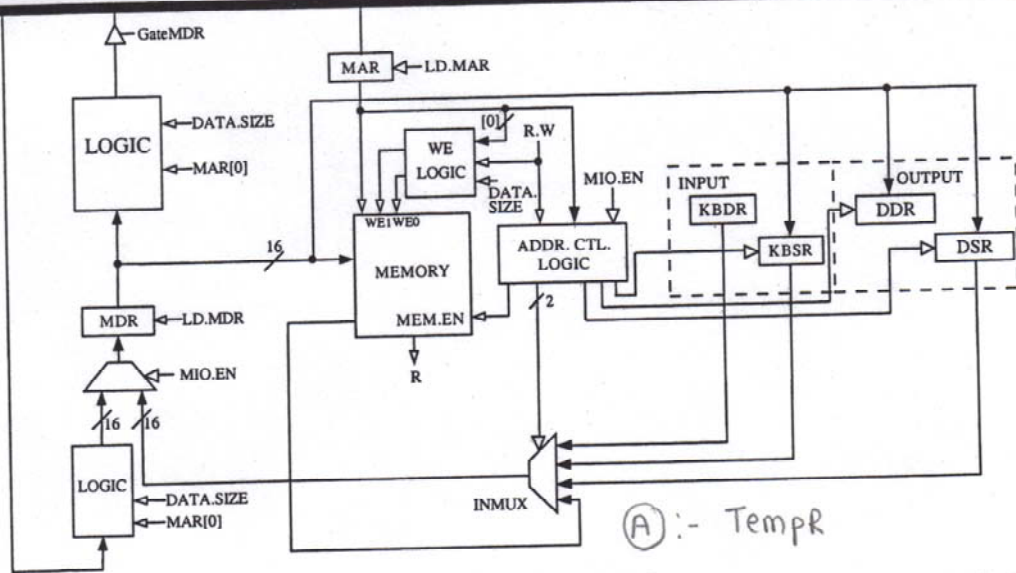 GateMDR
MAR
LD.MAR
LOGIC
DATA.SIZE
MAR[0]
[0]
R.W
WE
LOGIC
DATA.
SIZE
MIO.EN
INPUT
KBDR
KBSR
OUTPUT
DDR
DSR
WE1WE0
MEMORY
MEM.EN
ADDR. CTL.
LOGIC
16
2
R
MDR
LD.MDR
MIO.EN
16
16
LOGIC
DATA.SIZE
MAR[0]
INMUX
A :- TempR